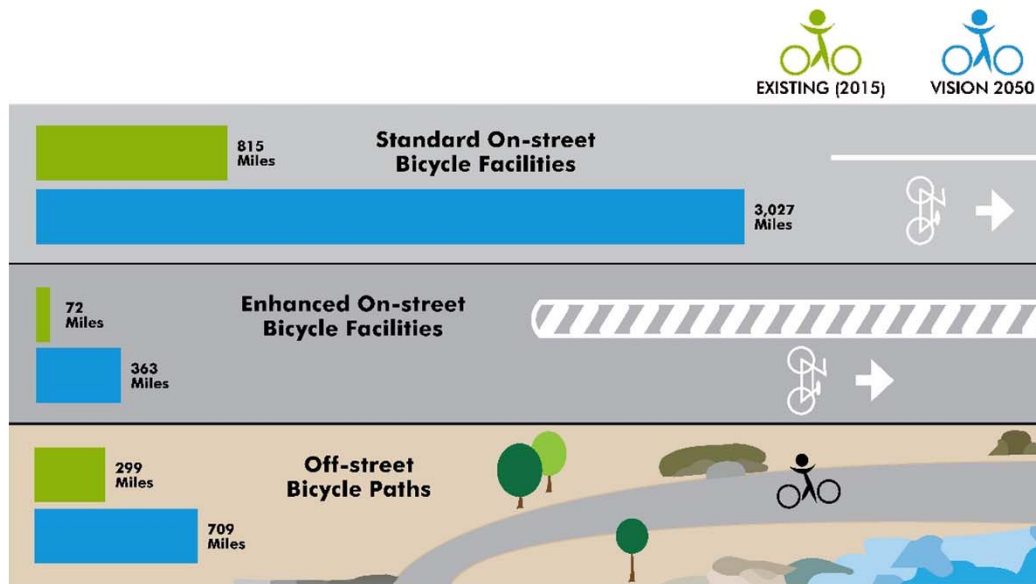 EXISTING (2015)
VISION 2050
815
Miles
Standard On-street
Bicycle Facilities
3,027
Miles
72
Miles
Enhanced On-street
Bicycle Facilities
363
Miles
299
Miles
Off-street
Bicycle Paths
709
Miles